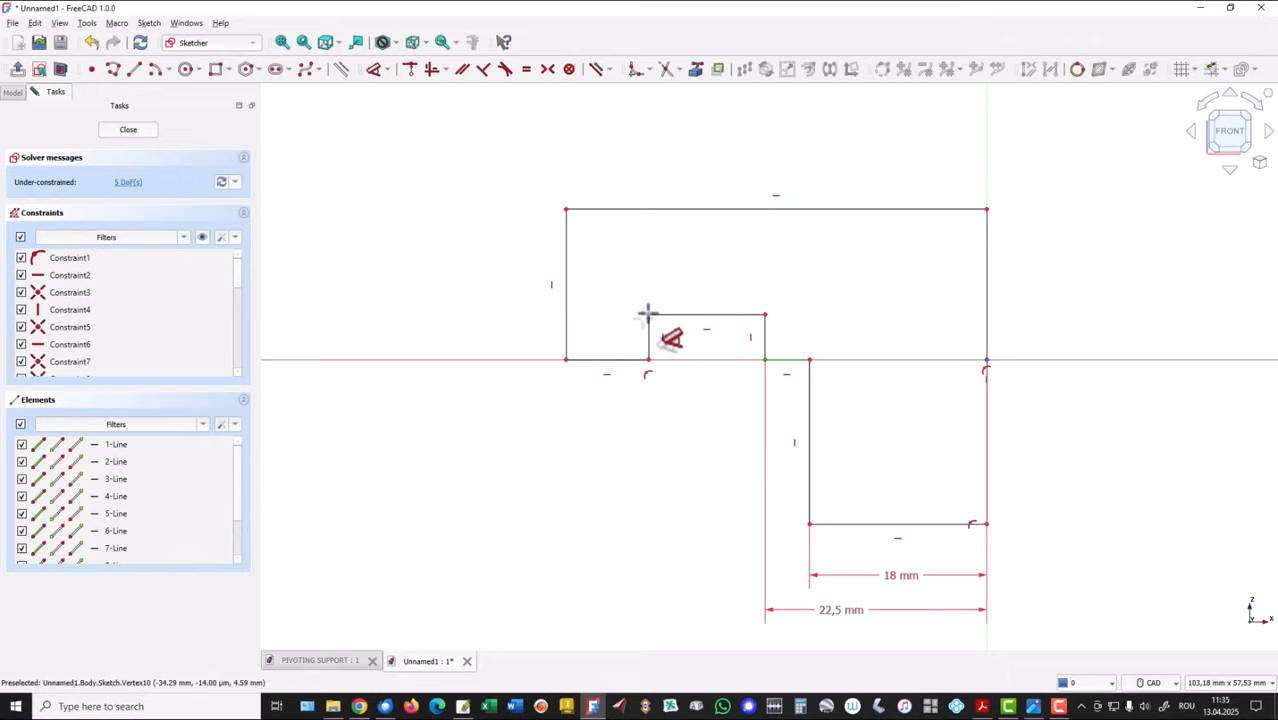 * Unnamed1 - FreeCAD 1.0.0
File Edit View Tools Macro Sketch Windows Help
Sketcher
Model Tasks
Tasks
Close
Solver messages
Under-constrained: 5 DoF(s)
Constraints
Filters
Constraint1
Constraint2
Constraint3
Constraint4
Constraint5
Constraint6
Constraint7
Elements
Filters
1-Line
2-Line
3-Line
4-Line
5-Line
6-Line
7-Line
FRONT
18 mm
22,5 mm
z
x
PIVOTING SUPPORT : 1
Unnamed1 : 1*
Preselected: Unnamed1.Body.Sketch.Vertex10 (-34.29 mm, -14.00 μm, 4.59 mm)
0
CAD
103,18 mm x 57,53 mm
Type here to search
ROU
11:35
13.04.2025